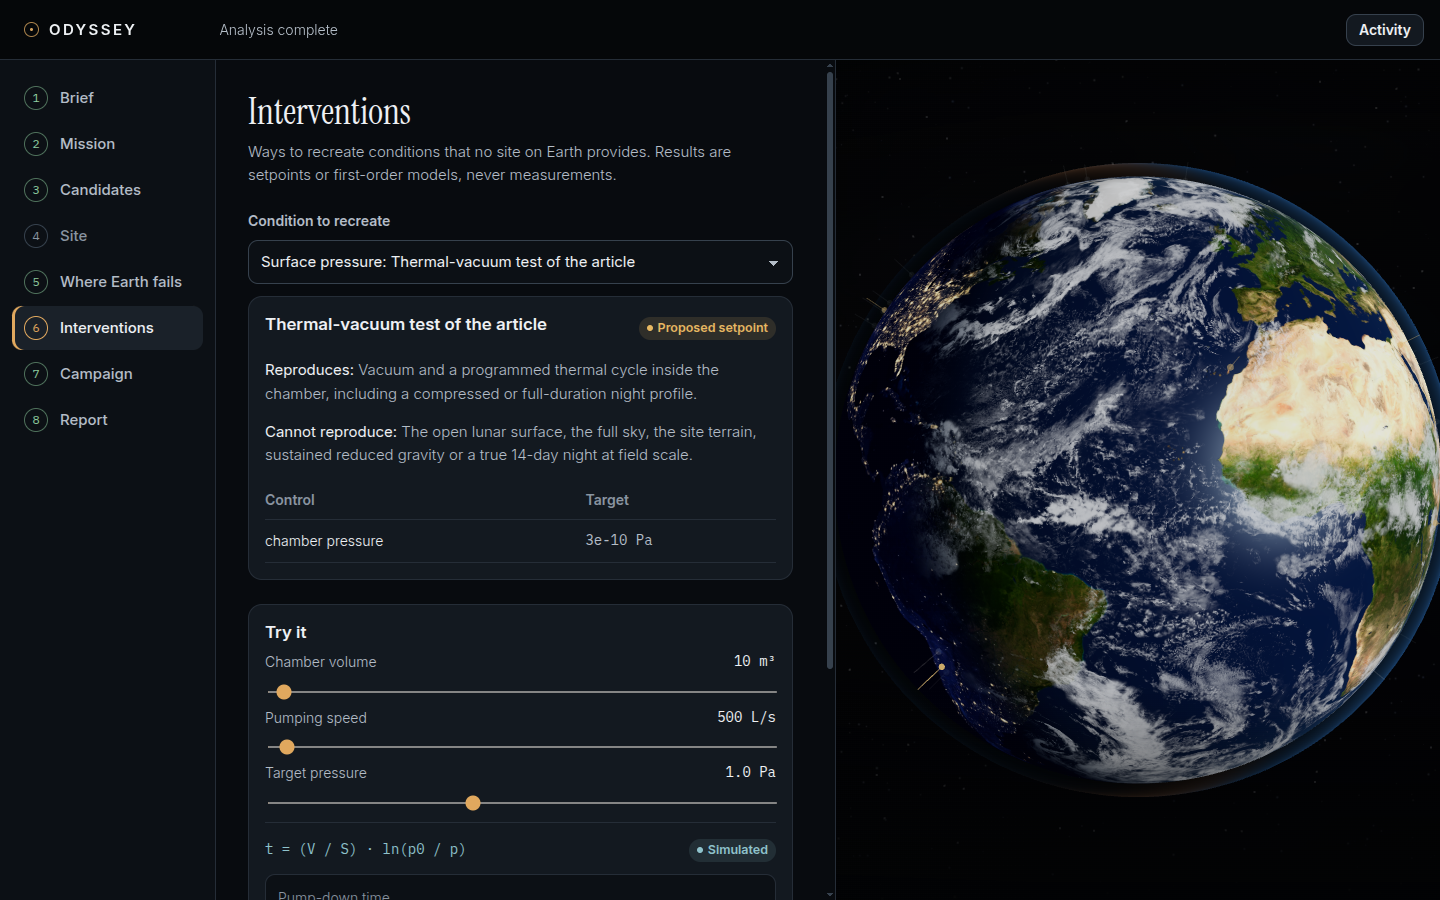 ODYSSEY
Analysis complete
Activity
1 Brief
2 Mission
3 Candidates
4 Site
5 Where Earth fails
6 Interventions
7 Campaign
8 Report
Interventions
Ways to recreate conditions that no site on Earth provides. Results are
setpoints or first-order models, never measurements.
Condition to recreate
Surface pressure: Thermal-vacuum test of the article
Thermal-vacuum test of the article
Proposed setpoint
Reproduces: Vacuum and a programmed thermal cycle inside the
chamber, including a compressed or full-duration night profile.
Cannot reproduce: The open lunar surface, the full sky, the site terrain,
sustained reduced gravity or a true 14-day night at field scale.
Control Target
chamber pressure 3e-10 Pa
Try it
Chamber volume 10 m³
Pumping speed 500 L/s
Target pressure 1.0 Pa
t = (V / S) · ln(p0 / p)
Simulated
Pump-down time